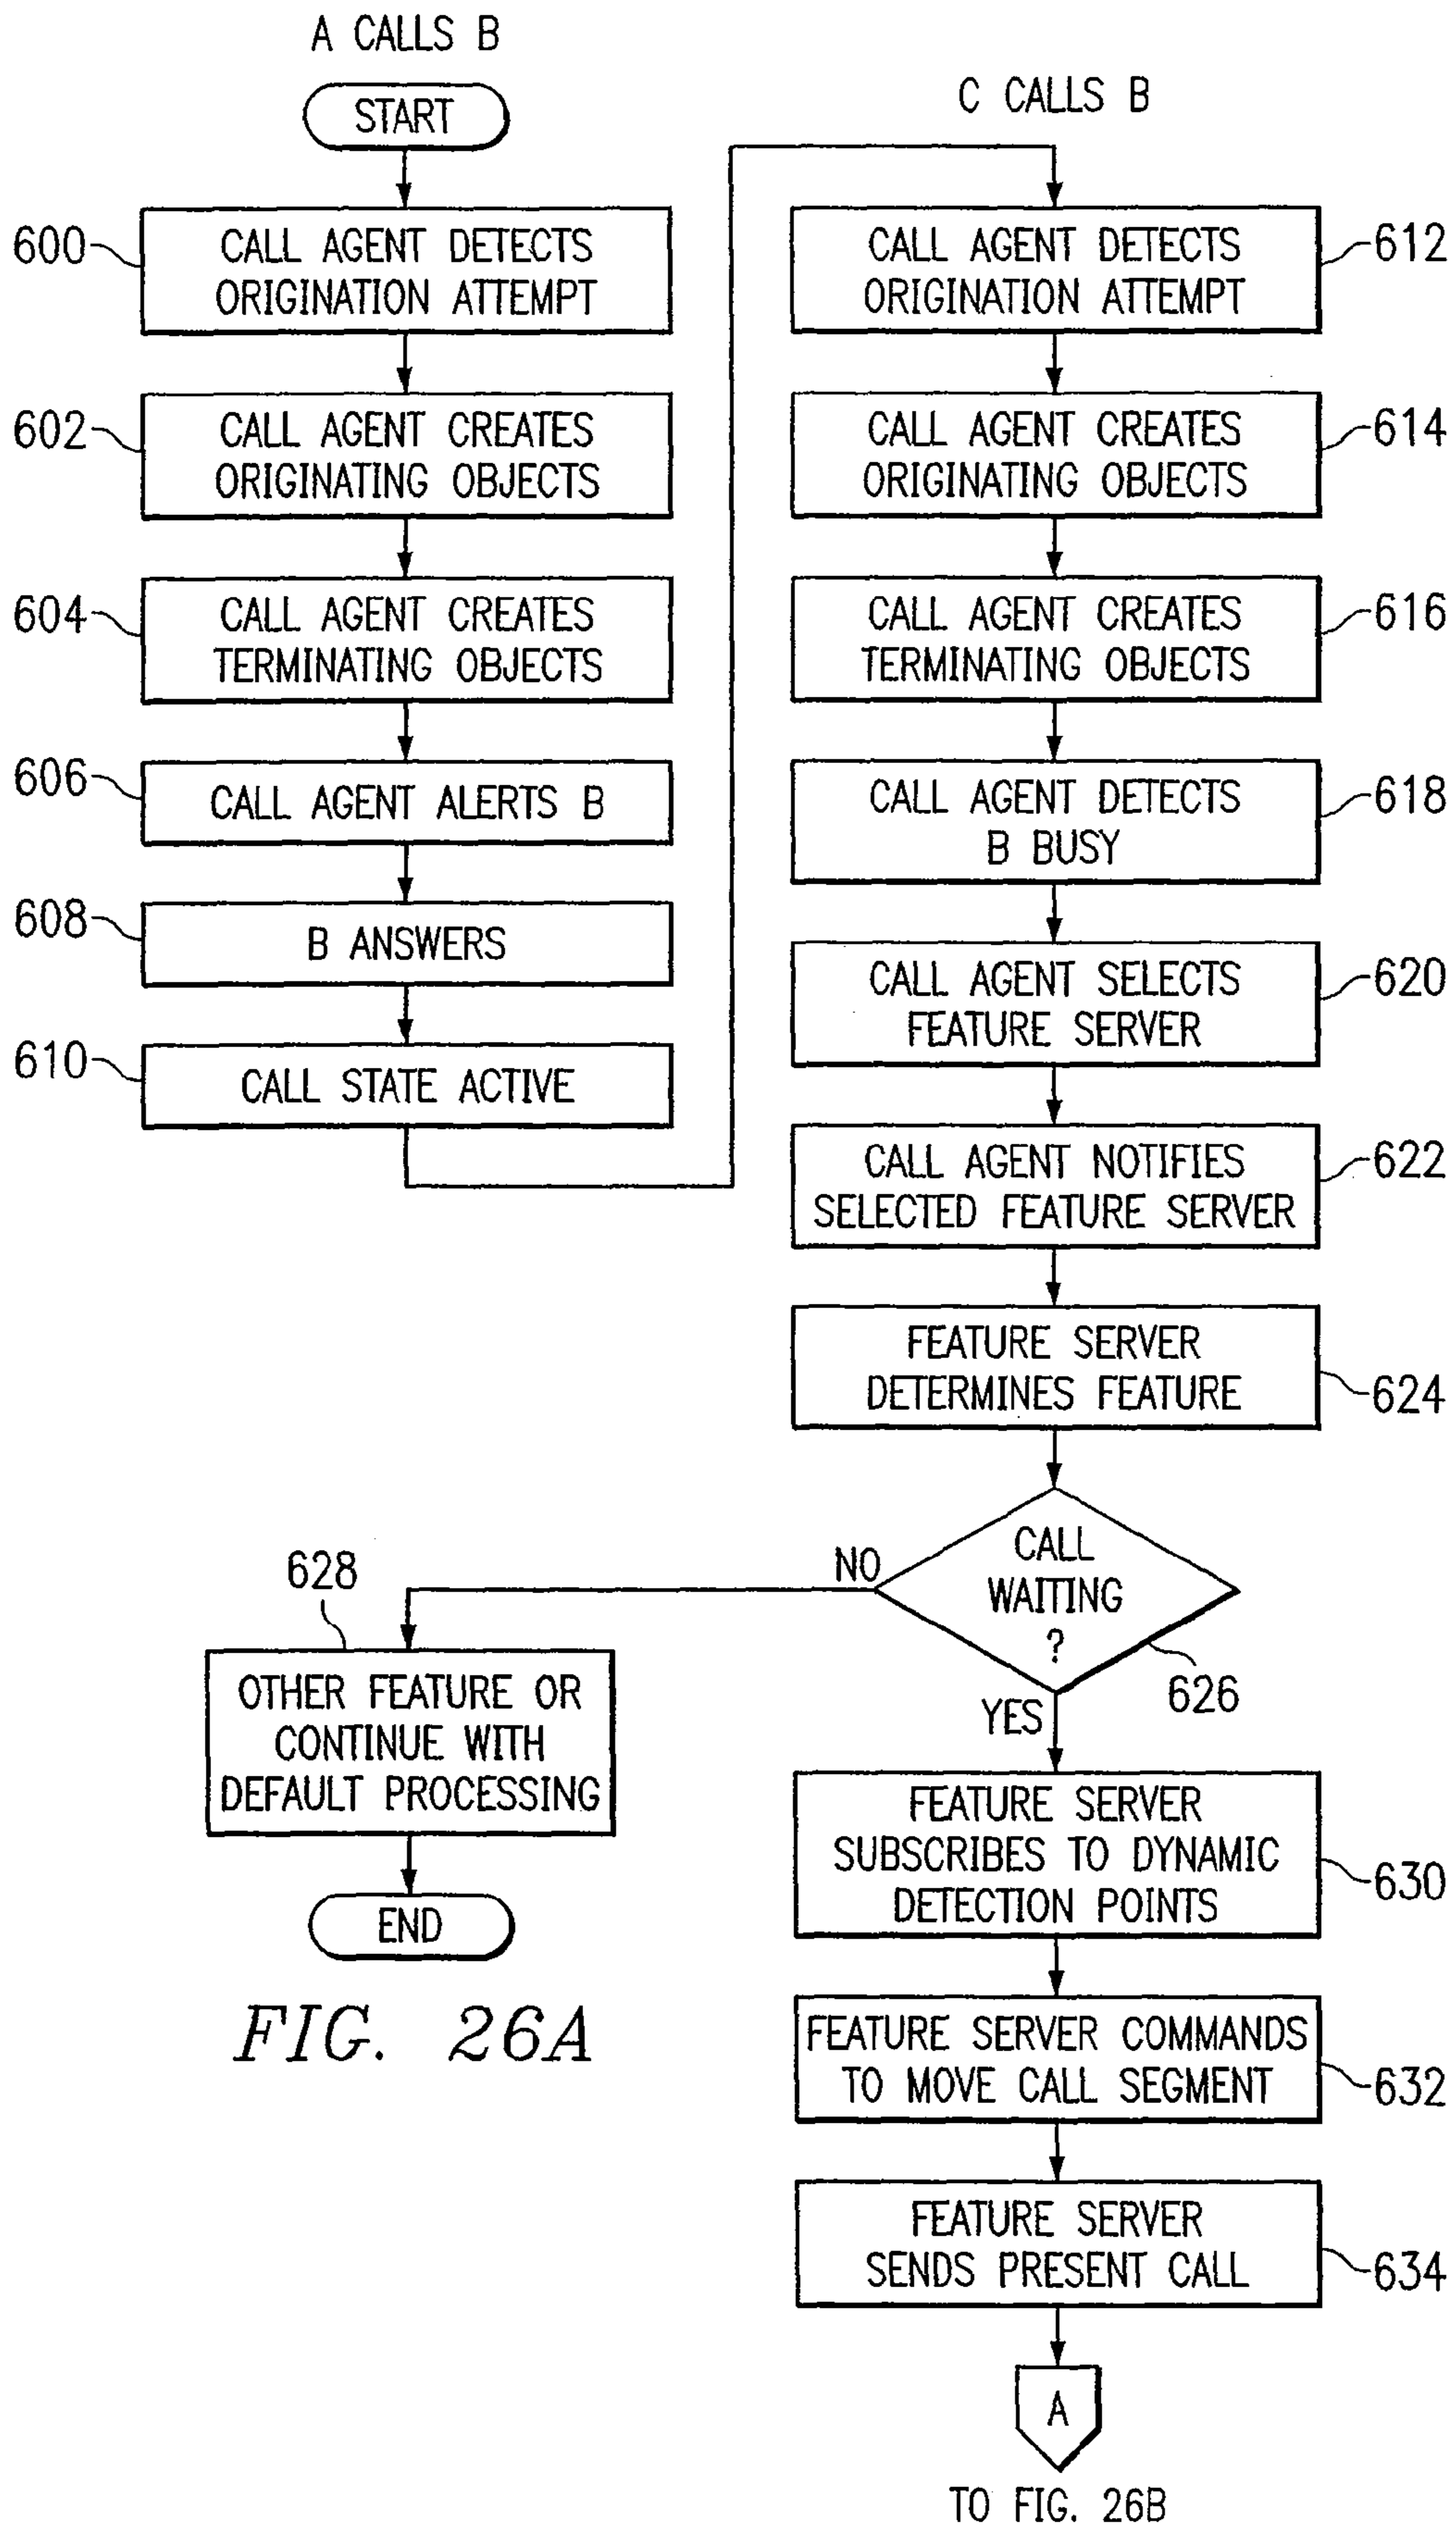 A CALLS B
START
600
CALL AGENT DETECTS
ORIGINATION ATTEMPT
602
CALL AGENT CREATES
ORIGINATING OBJECTS
604
CALL AGENT CREATES
TERMINATING OBJECTS
606
CALL AGENT ALERTS B
608
B ANSWERS
610
CALL STATE ACTIVE
C CALLS B
CALL AGENT DETECTS
ORIGINATION ATTEMPT
612
CALL AGENT CREATES
ORIGINATING OBJECTS
614
CALL AGENT CREATES
TERMINATING OBJECTS
616
CALL AGENT DETECTS
B BUSY
618
CALL AGENT SELECTS
FEATURE SERVER
620
CALL AGENT NOTIFIES
SELECTED FEATURE SERVER
622
FEATURE SERVER
DETERMINES FEATURE
624
CALL
WAITING
?
626
NO
628
OTHER FEATURE OR
CONTINUE WITH
DEFAULT PROCESSING
END
YES
FEATURE SERVER
SUBSCRIBES TO DYNAMIC
DETECTION POINTS
630
FEATURE SERVER COMMANDS
TO MOVE CALL SEGMENT
632
FEATURE SERVER
SENDS PRESENT CALL
634
A
TO FIG. 26B
FIG. 26A